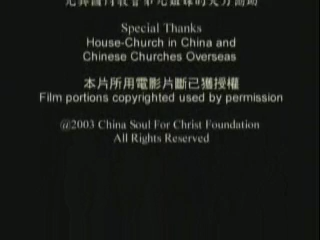 Special Thanks
House-Church in China and
Chinese Churches Overseas
本片所用電影片斷已獲授權
Film portions copyrighted used by permission
@2003 China Soul For Christ Foundation
All Rights Reserved